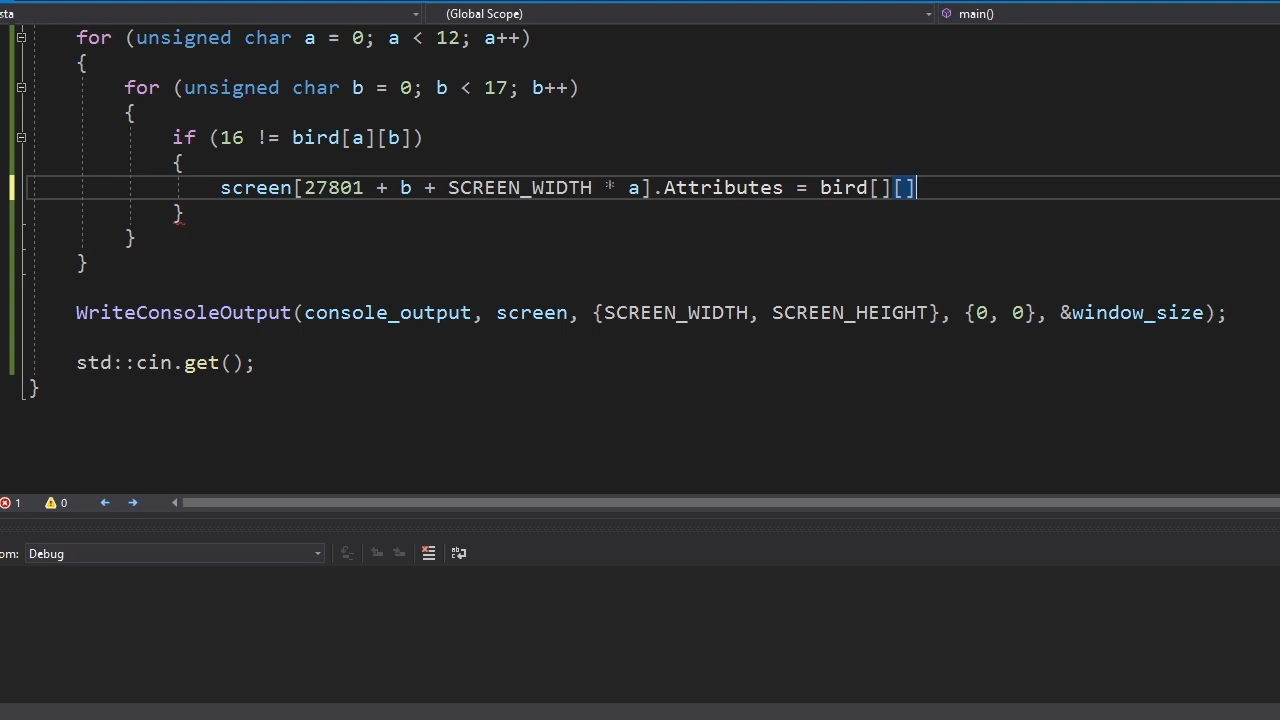 sta (Global Scope) main()
for (unsigned char a = 0; a < 12; a++)
{
for (unsigned char b = 0; b < 17; b++)
{
if (16 != bird[a][b])
{
screen[27801 + b + SCREEN_WIDTH * a].Attributes = bird[][]
}
}
}
WriteConsoleOutput(console_output, screen, {SCREEN_WIDTH, SCREEN_HEIGHT}, {0, 0}, &window_size);
std::cin.get();
}
1 0
om: Debug